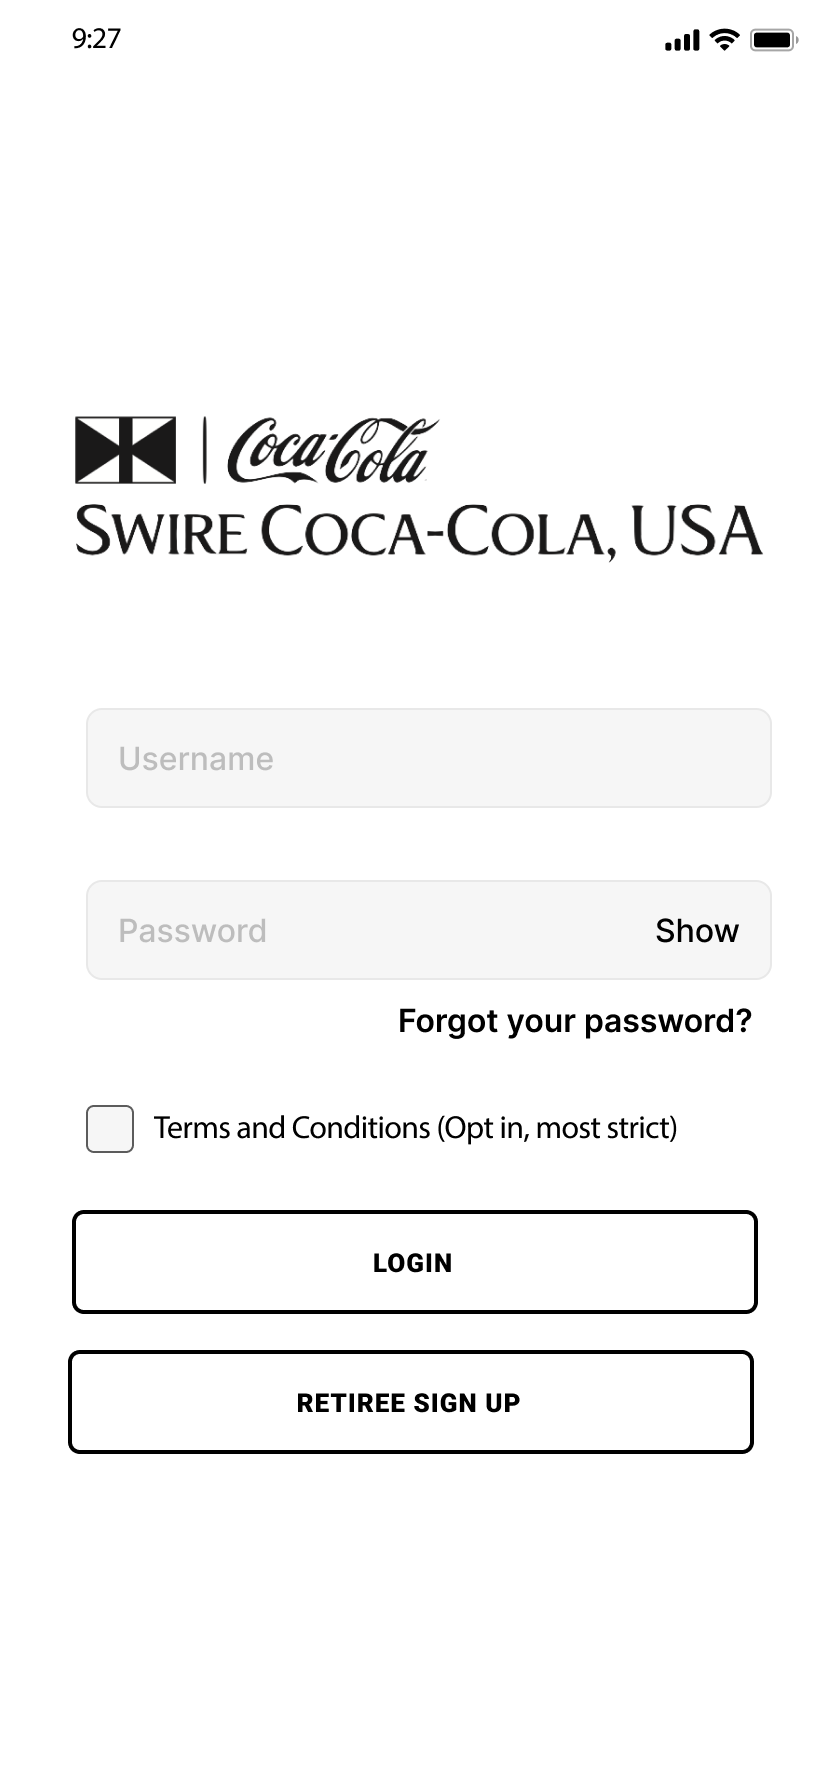 9:27
Coca-Cola
SWIRE COCA-COLA, USA
Username
Password
Show
Forgot your password?
Terms and Conditions (Opt in, most strict)
LOGIN
RETIREE SIGN UP